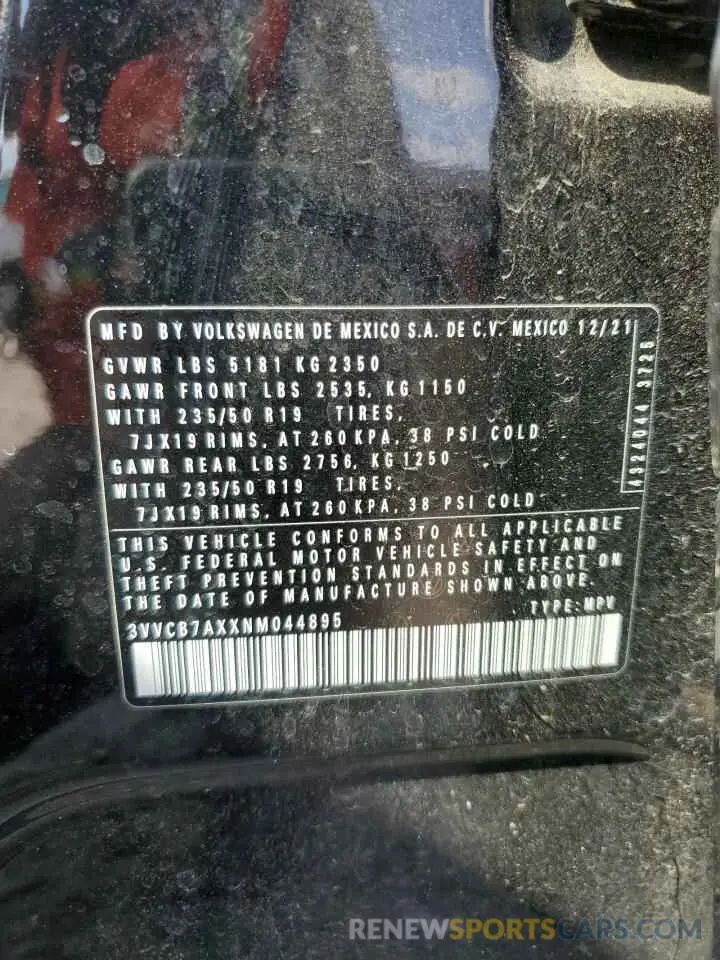 MFD BY VOLKSWAGEN DE MEXICO S.A. DE C.V. MEXICO 12/21
GVWR LBS 5181 KG 2350
GAWR FRONT LBS 2535, KG 1150
WITH 235/50 R19 TIRES,
7JX19 RIMS, AT 260 KPA, 38 PSI COLD
GAWR REAR LBS 2756, KG 1250
WITH 235/50 R19 TIRES,
7JX19 RIMS, AT 260 KPA, 38 PSI COLD
4324044 3726
THIS VEHICLE CONFORMS TO ALL APPLICABLE
U.S. FEDERAL MOTOR VEHICLE SAFETY AND
THEFT PREVENTION STANDARDS IN EFFECT ON
THE DATE OF MANUFACTURE SHOWN ABOVE.
TYPE: MPV
3VVCB7AXXNM044895
RENEWSPORTSCARS.COM